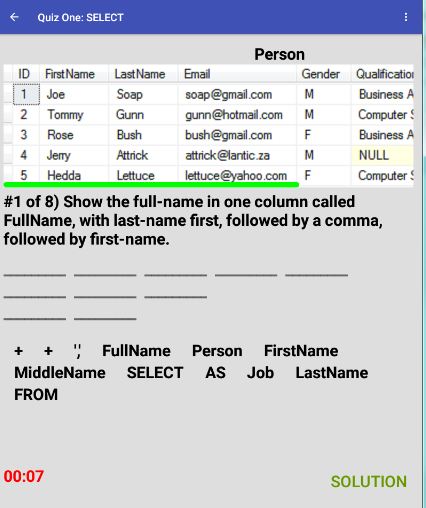 Quiz One: SELECT
Person
ID FirstName LastName Email Gender Qualification
1 Joe Soap soap@gmail.com M Business A
2 Tommy Gunn gunn@hotmail.com M Computer S
3 Rose Bush bush@gmail.com F Business A
4 Jerry Attrick attrick@lantic.za M NULL
5 Hedda Lettuce lettuce@yahoo.com F Computer S
#1 of 8) Show the full-name in one column called
FullName, with last-name first, followed by a comma,
followed by first-name.
+ + ',' FullName Person FirstName
MiddleName SELECT AS Job LastName
FROM
00:07 SOLUTION